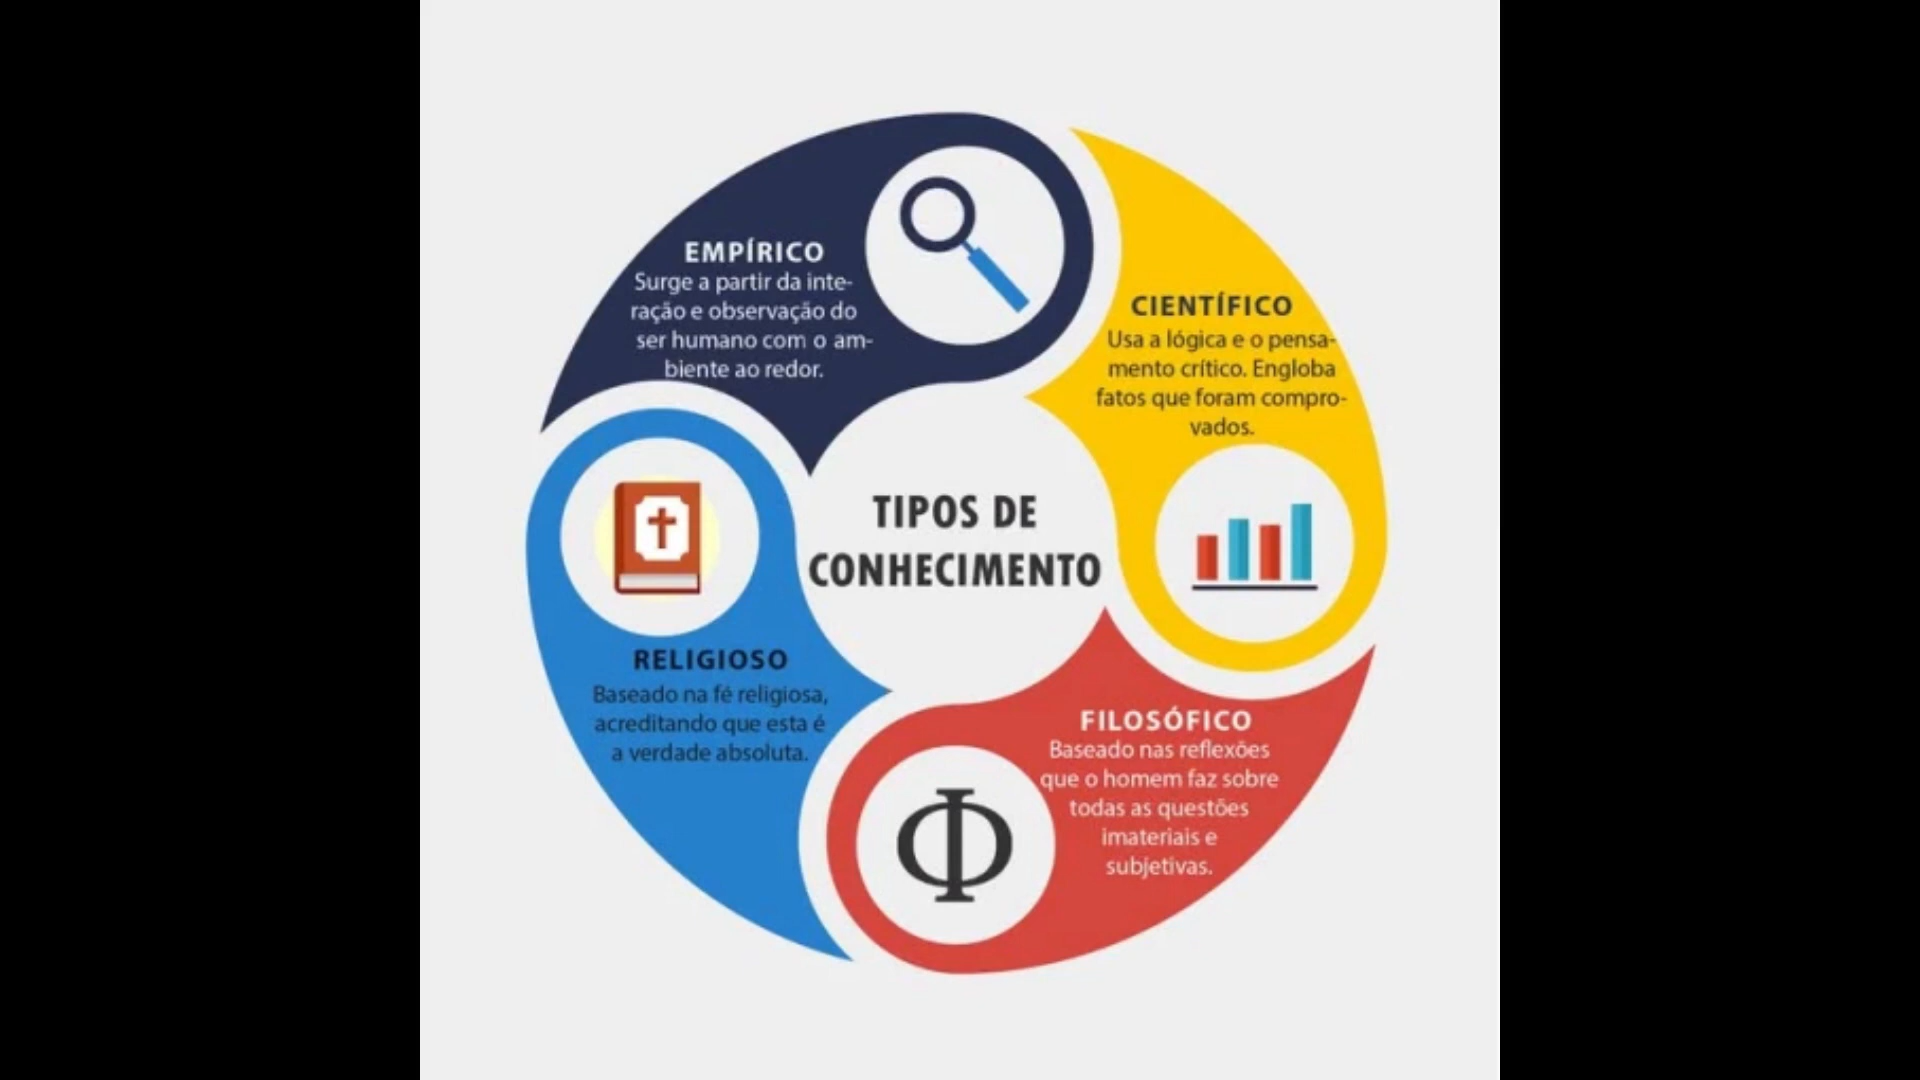 EMPÍRICO
Surge a partir da inte-
ração e observação do
ser humano com o am-
biente ao redor.
CIENTÍFICO
Usa a lógica e o pensa-
mento crítico. Engloba
fatos que foram compro-
vados.
TIPOS DE
CONHECIMENTO
RELIGIOSO
Baseado na fé religiosa,
acreditando que esta é
a verdade absoluta.
FILOSÓFICO
Baseado nas reflexões
que o homem faz sobre
todas as questões
imateriais e
subjetivas.
Φ